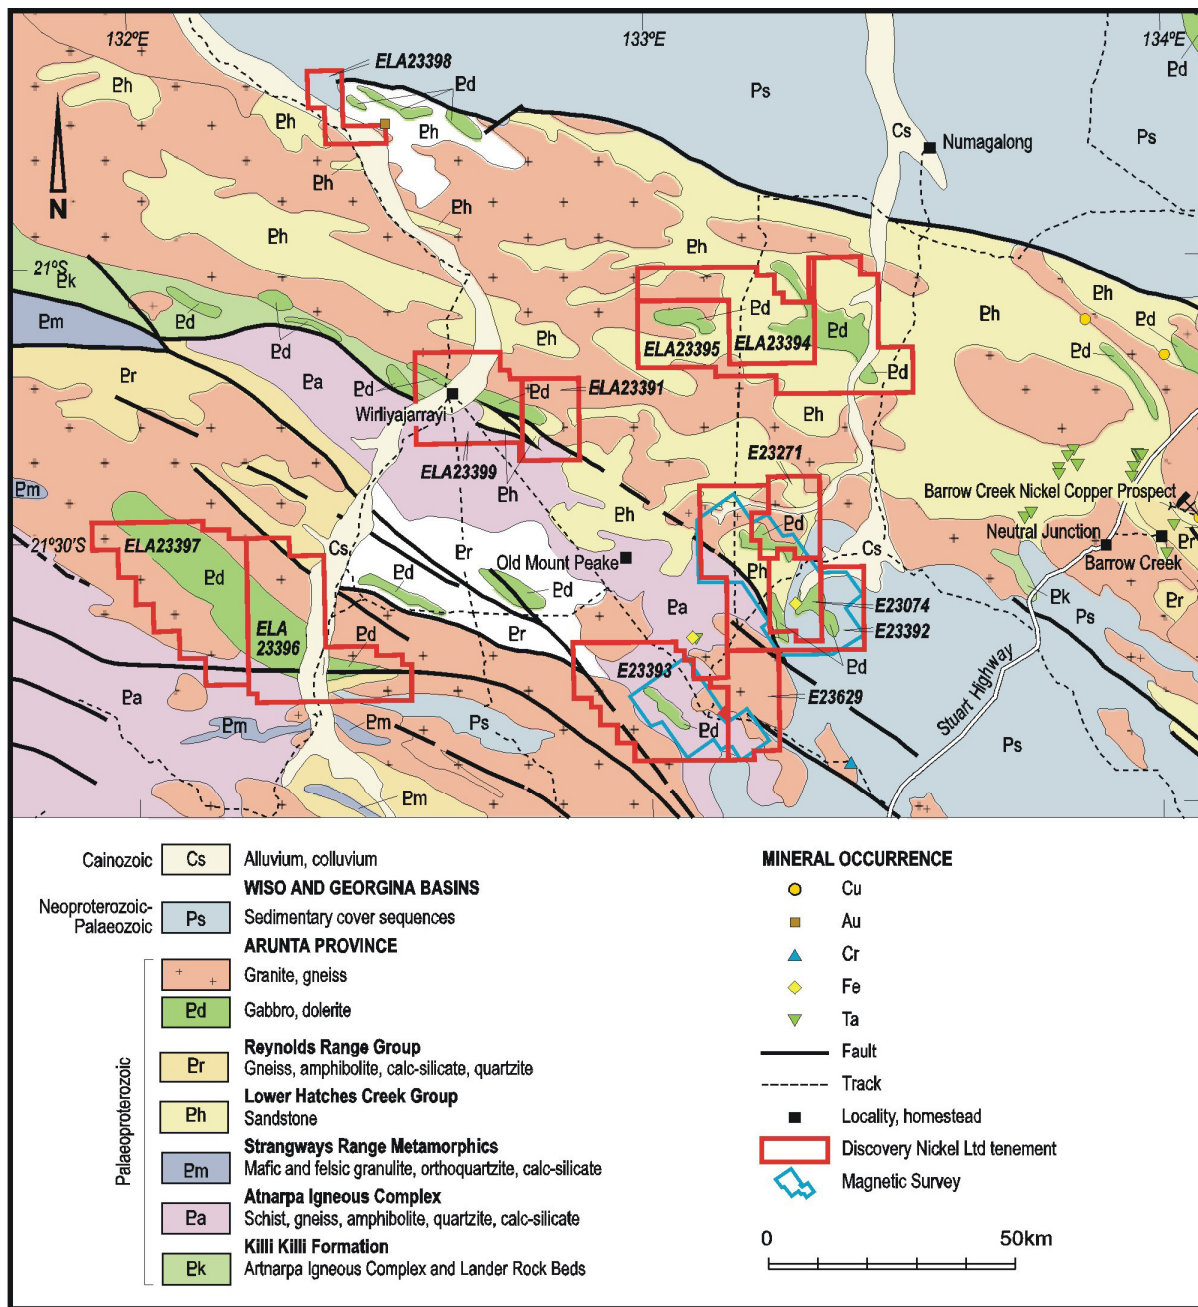 132°E
133°E
134°E
ELA23398
Pd
Pd
Ps
Ph
Ph
Ph
Cs
Numagalong
Ps
N
Ph
Ph
Ph
Ph
21°S
Pk
Pd
Pm
Pd
Pd
Pd
Pd
Ph
Ph
Pd
ELA23395
ELA23394
Ph
Pd
Pr
Pa
Pd
Pd
ELA23391
Pd
Ph
Wirliyajarrayi
ELA23399
Ph
E23271
Pm
Ph
Pd
Barrow Creek Nickel Copper Prospect
Neutral Junction
Pr
Barrow Creek
21°30'S
ELA23397
Cs
Pr
Old Mount Peake
Cs
Pd
Pd
Pd
Ph
Pk
Ps
Pr
Pa
E23074
E23392
ELA
23396
Pd
Pr
Pd
E23393
E23629
Stuart Highway
Pa
Pm
Pm
Ps
Pd
Ps
Ps
Pm
Cainozoic
Cs
Alluvium, colluvium
WISO AND GEORGINA BASINS
Neoproterozoic-
Palaeozoic
Ps
Sedimentary cover sequences
ARUNTA PROVINCE
Granite, gneiss
Pd
Gabbro, dolerite
Reynolds Range Group
Pr
Gneiss, amphibolite, calc-silicate, quartzite
Lower Hatches Creek Group
Ph
Sandstone
Strangways Range Metamorphics
Pm
Mafic and felsic granulite, orthoquartzite, calc-silicate
Atnarpa Igneous Complex
Pa
Schist, gneiss, amphibolite, quartzite, calc-silicate
Killi Killi Formation
Pk
Artnarpa Igneous Complex and Lander Rock Beds
Palaeoproterozoic
MINERAL OCCURRENCE
Cu
Au
Cr
Fe
Ta
Fault
Track
Locality, homestead
Discovery Nickel Ltd tenement
Magnetic Survey
0
50km